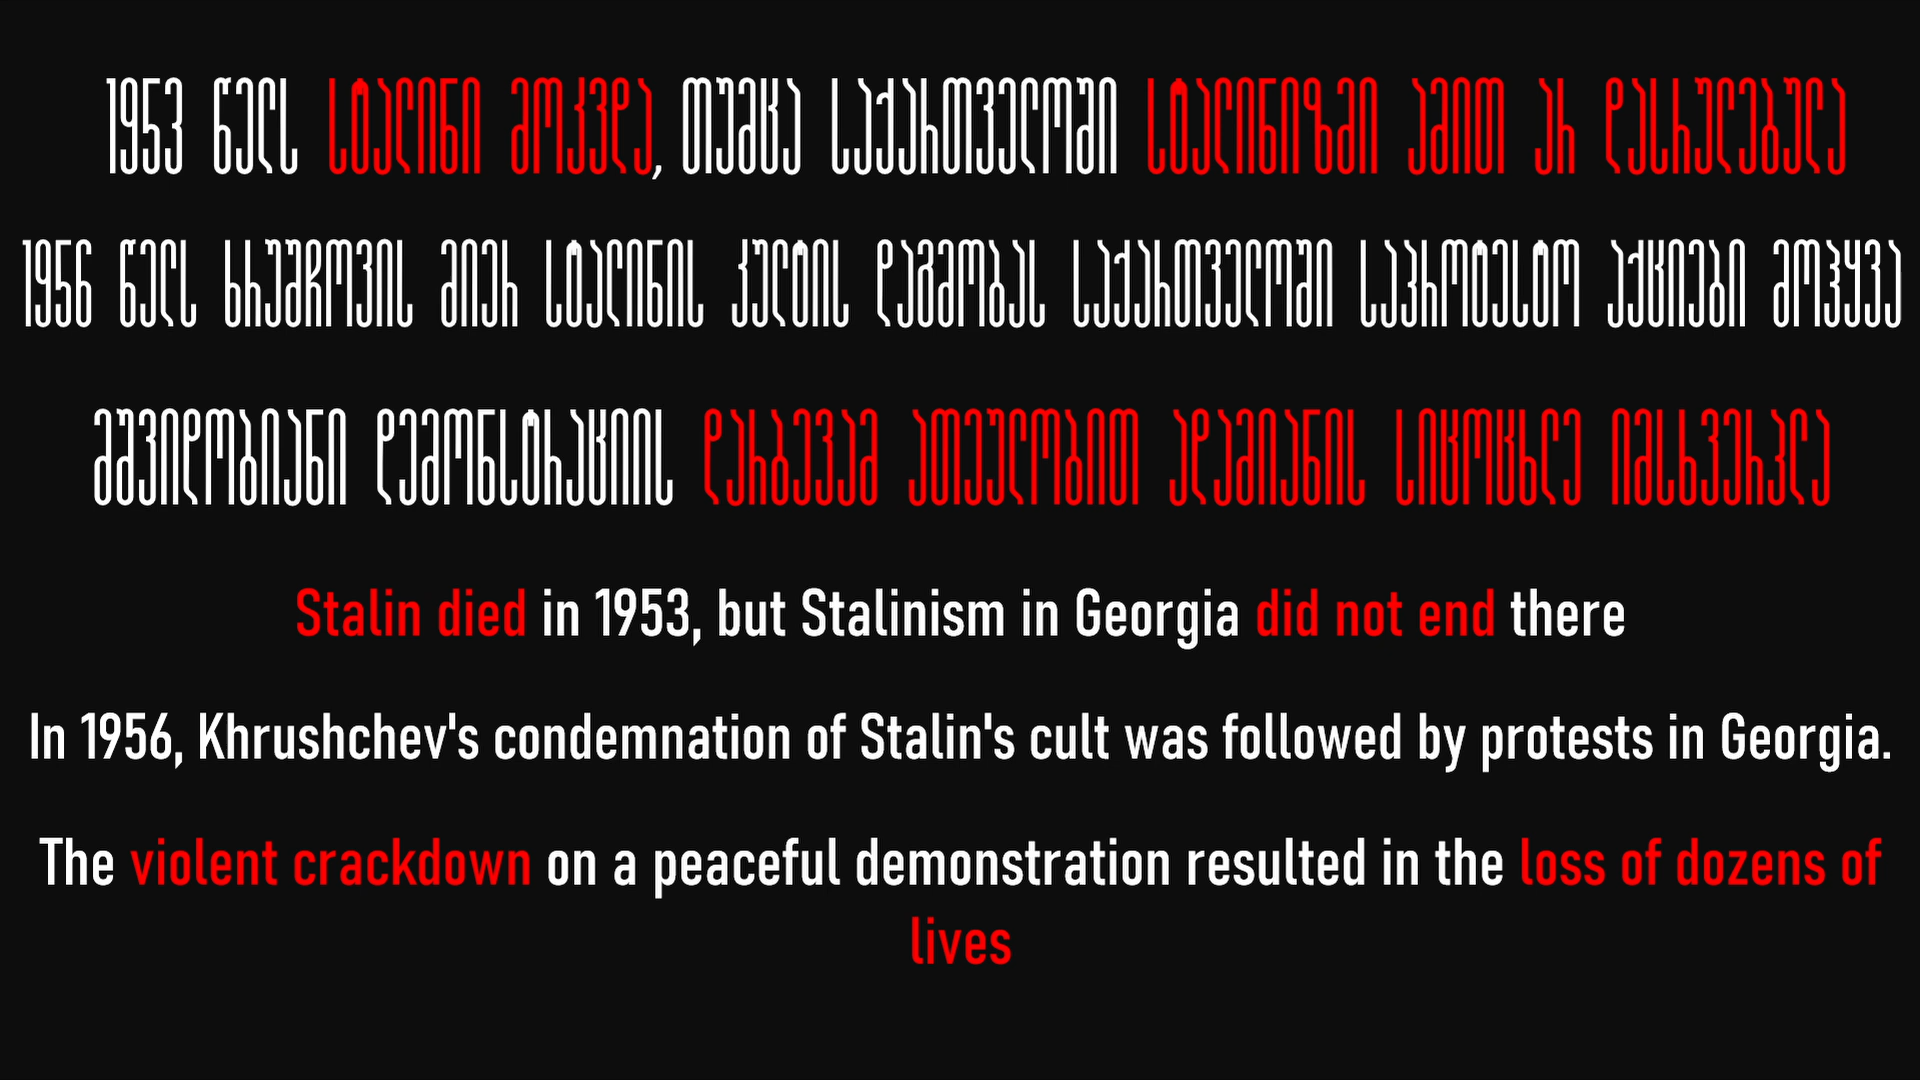 1953 წელს სტალინი მოკვდა, თუმცა საქართველოში სტალინიზმი ამით არ დასრულებულა
1956 წელს ხრუშჩოვის მიერ სტალინის კულტის დაგმობას საქართველოში საპროტესტო აქციები მოჰყვა
მშვიდობიანი დემონსტრაციის დარბევამ ათეულობით ადამიანის სიცოცხლე იმსხვერპლა
Stalin died in 1953, but Stalinism in Georgia did not end there
In 1956, Khrushchev's condemnation of Stalin's cult was followed by protests in Georgia.
The violent crackdown on a peaceful demonstration resulted in the loss of dozens of
lives